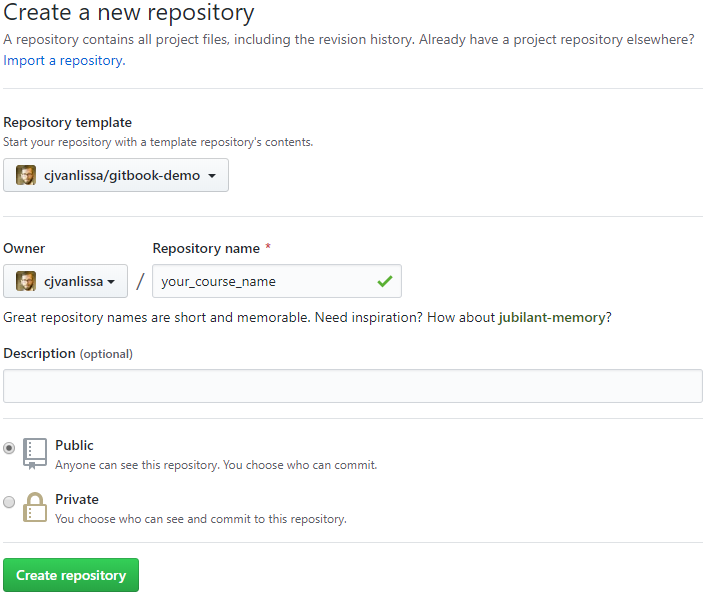 Create a new repository
A repository contains all project files, including the revision history. Already have a project repository elsewhere?
Import a repository.
Repository template
Start your repository with a template repository's contents.
cjvanlissa/gitbook-demo
Owner
Repository name *
cjvanlissa / your_course_name
Great repository names are short and memorable. Need inspiration? How about jubilant-memory?
Description (optional)
Public
Anyone can see this repository. You choose who can commit.
Private
You choose who can see and commit to this repository.
Create repository